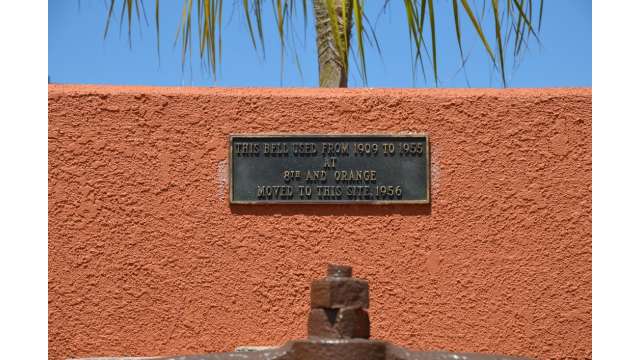 THIS BELL USED FROM 1909 TO 1955
AT
8TH AND ORANGE
MOVED TO THIS SITE, 1956